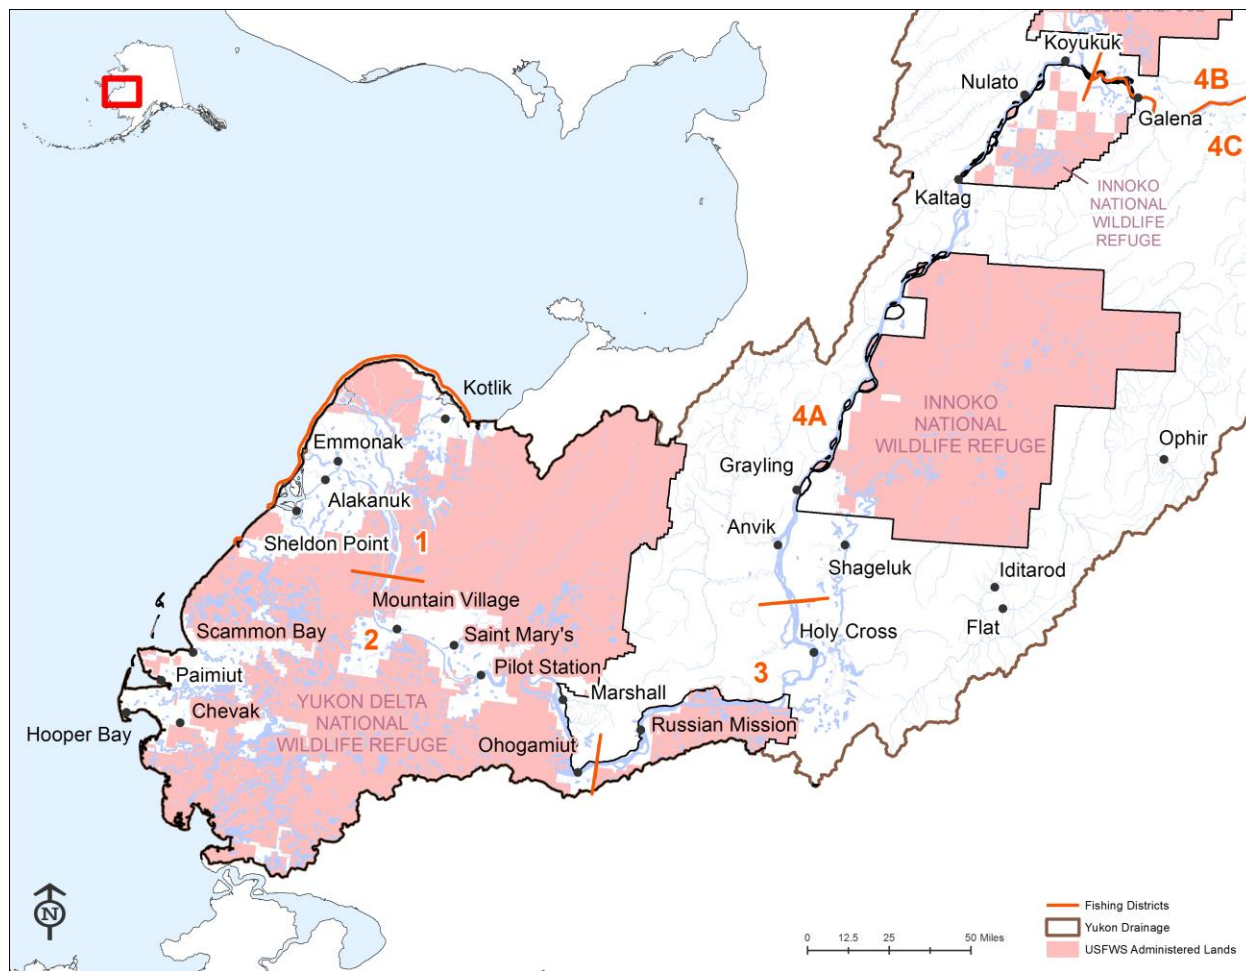 WILDLIFE REFUGE
Koyukuk
4B
Nulato
Galena
4C
INNOKO
NATIONAL
WILDLIFE
REFUGE
Kaltag
Kotlik
INNOKO
NATIONAL
WILDLIFE REFUGE
4A
Ophir
Emmonak
Grayling
Alakanuk
Anvik
Sheldon Point
1
Shageluk
Iditarod
Mountain Village
Flat
Scammon Bay
2
Saint Mary's
Holy Cross
Pilot Station
3
Paimiut
Marshall
YUKON DELTA
NATIONAL
WILDLIFE REFUGE
Chevak
Russian Mission
Hooper Bay
Ohogamiut
N
0 12.5 25 50 Miles
Fishing Districts
Yukon Drainage
USFWS Administered Lands